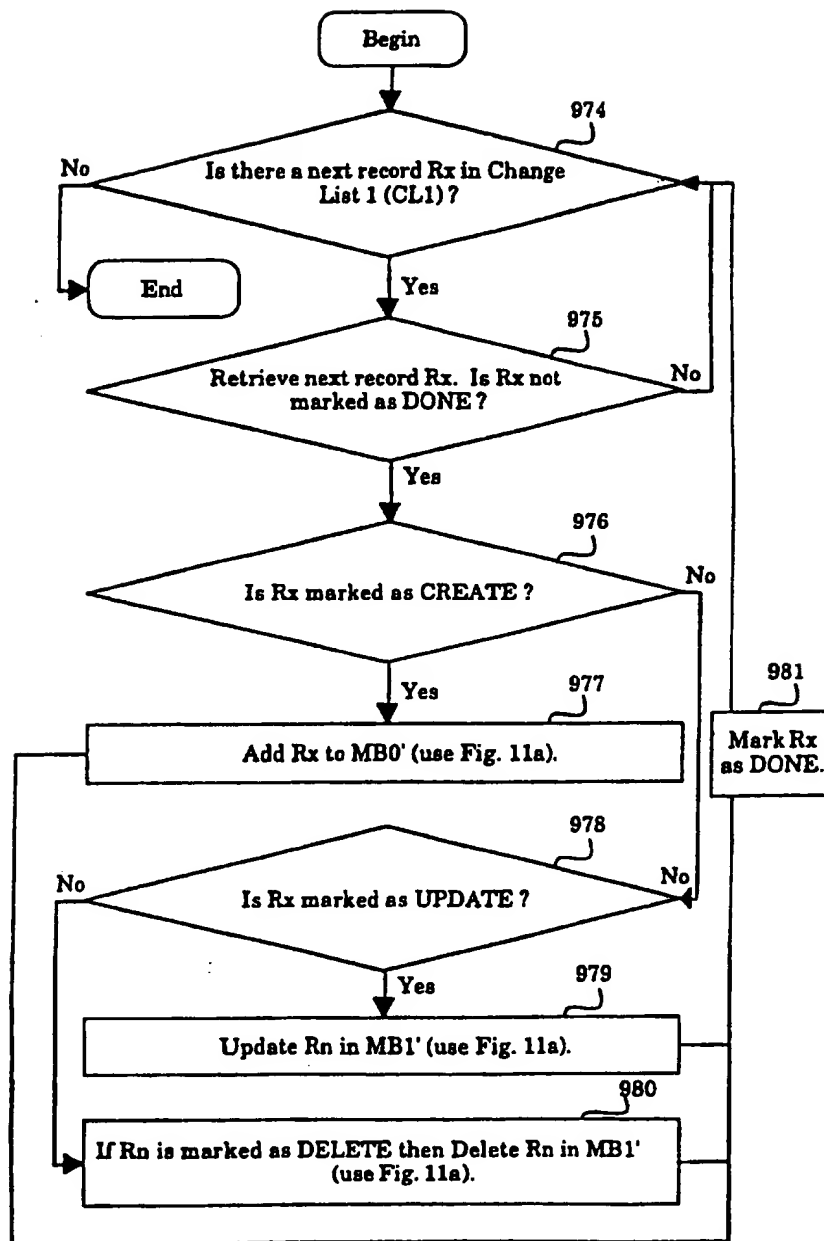 Begin
974
No
Is there a next record Rx in Change
List 1 (CL1) ?
End
Yes
975
Retrieve next record Rx. Is Rx not
marked as DONE ?
No
Yes
976
No
Is Rx marked as CREATE ?
Yes
977
981
Add Rx to MB0' (use Fig. 11a).
Mark Rx
as DONE.
978
No
Is Rx marked as UPDATE ?
No
Yes
979
Update Rn in MB1' (use Fig. 11a).
980
If Rn is marked as DELETE then Delete Rn in MB1'
(use Fig. 11a).